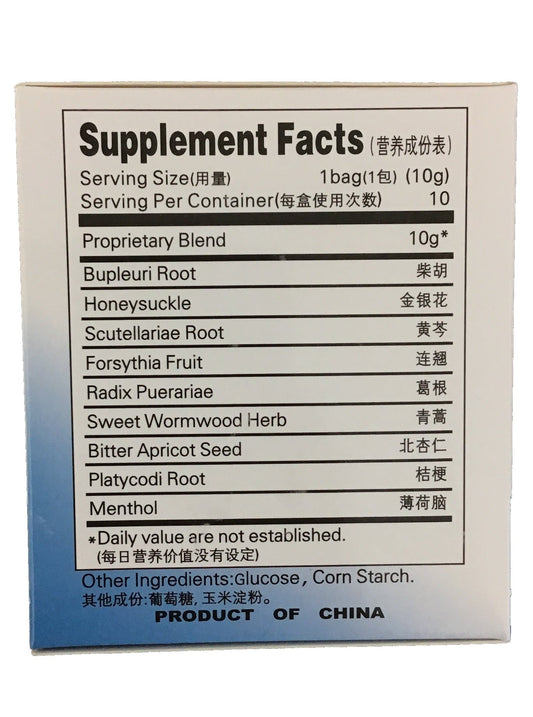 Supplement Facts (营养成份表)
Serving Size(用量) 1bag(1包) (10g)
Serving Per Container(每盒使用次数) 10
Proprietary Blend 10g*
Bupleuri Root 柴胡
Honeysuckle 金银花
Scutellariae Root 黄芩
Forsythia Fruit 连翘
Radix Puerariae 葛根
Sweet Wormwood Herb 青蒿
Bitter Apricot Seed 北杏仁
Platycodi Root 桔梗
Menthol 薄荷脑
*Daily value are not established.
(每日营养价值没有设定)
Other Ingredients:Glucose, Corn Starch.
其他成份:葡萄糖, 玉米淀粉。
PRODUCT OF CHINA